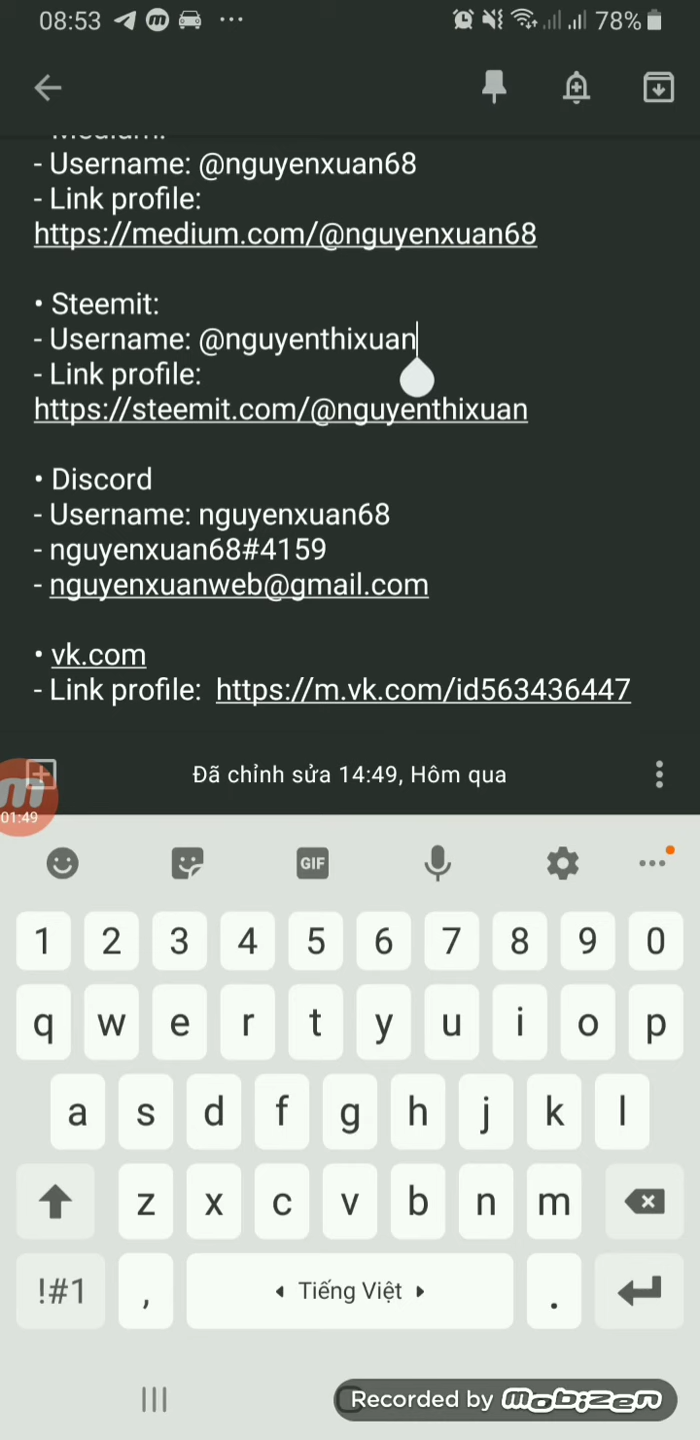 08:53 78%
- Medium:
- Username: @nguyenxuan68
- Link profile:
https://medium.com/@nguyenxuan68
• Steemit:
- Username: @nguyenthixuan
- Link profile:
https://steemit.com/@nguyenthixuan
• Discord
- Username: nguyenxuan68
- nguyenxuan68#4159
- nguyenxuanweb@gmail.com
• vk.com
- Link profile: https://m.vk.com/id563436447
Đã chỉnh sửa 14:49, Hôm qua
01:49
GIF
1 2 3 4 5 6 7 8 9 0
q w e r t y u i o p
a s d f g h j k l
z x c v b n m
!#1 , Tiếng Việt .
Recorded by mobizen